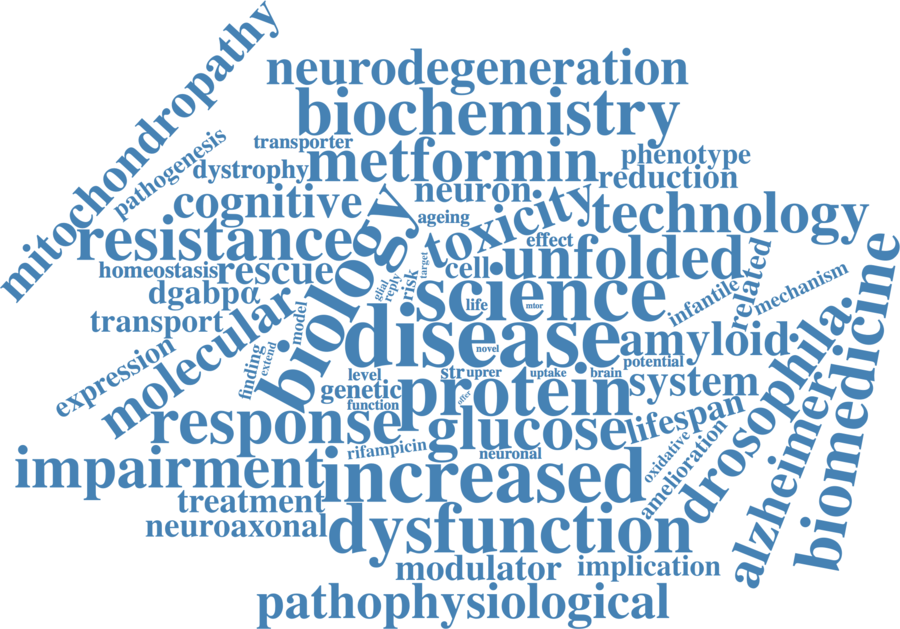 mitochondropathy
neurodegeneration
biochemistry
pathogenesis
transporter
dystrophy
metformin
phenotype
reduction
cognitive
neuron
ageing
toxicity
technology
resistance
effect
unfolded
homeostasis
rescue
biology
target
cell
related
mechanism
biomedicine
dgabpα
glial
reply
risk
science
life
mtor
infantile
transport
molecular
model
disease
novel
amyloid
drosophila.
expression
finding
extend
level
str
uprer
uptake
brain
potential
genetic
function
protein
offer
system
alzheimer
response
glucose
lifespan
rifampicin
neuronal
oxidative
amelioration
impairment
increased
treatment
neuroaxonal
dysfunction
modulator
implication
pathophysiological